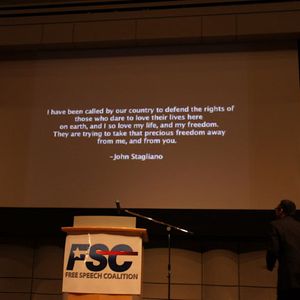 I have been called by our country to defend the rights of
those who dare to love their lives here
on earth, and I so love my life, and my freedom.
They are trying to take that precious freedom away
from me, and from you.
~John Stagliano
FSC
FREE SPEECH COALITION